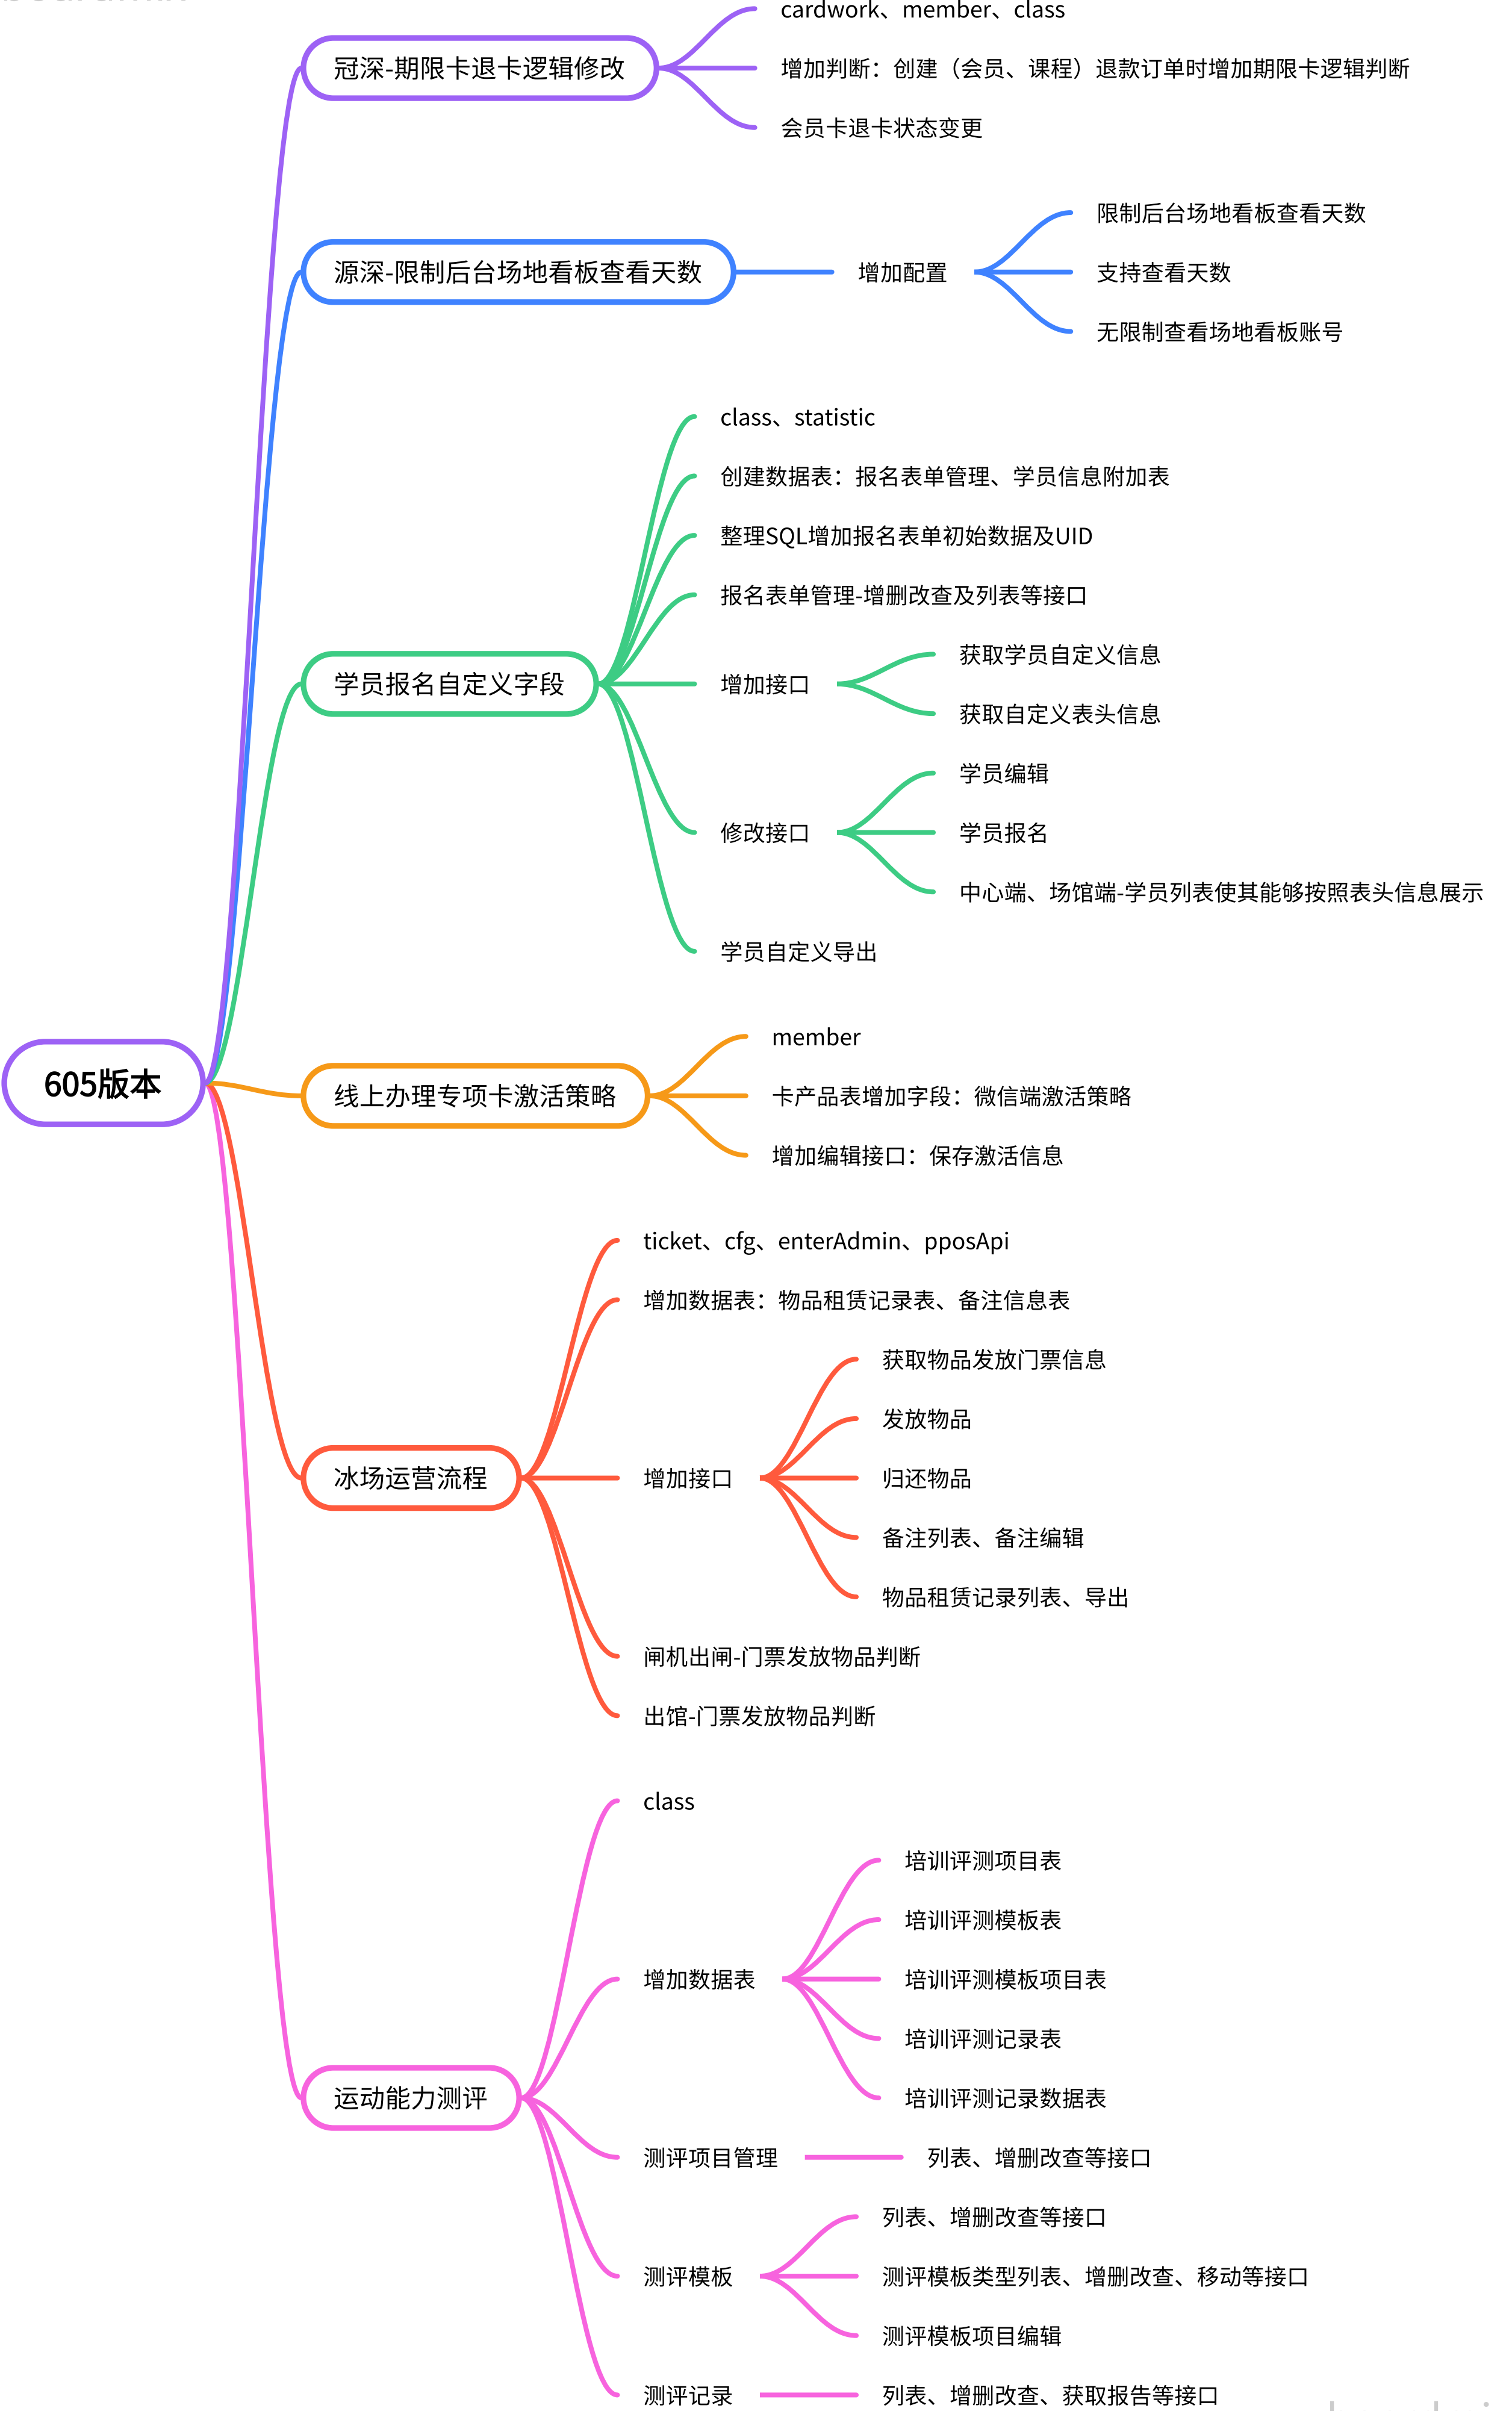 cardwork、member、class
冠深-期限卡退卡逻辑修改
增加判断：创建（会员、课程）退款订单时增加期限卡逻辑判断
会员卡退卡状态变更
限制后台场地看板查看天数
源深-限制后台场地看板查看天数
增加配置
支持查看天数
无限制查看场地看板账号
class、statistic
创建数据表：报名表单管理、学员信息附加表
整理SQL增加报名表单初始数据及UID
报名表单管理-增删改查及列表等接口
获取学员自定义信息
学员报名自定义字段
增加接口
获取自定义表头信息
学员编辑
修改接口
学员报名
中心端、场馆端-学员列表使其能够按照表头信息展示
学员自定义导出
605版本
member
线上办理专项卡激活策略
卡产品表增加字段：微信端激活策略
增加编辑接口：保存激活信息
ticket、cfg、enterAdmin、pposApi
增加数据表：物品租赁记录表、备注信息表
获取物品发放门票信息
发放物品
冰场运营流程
增加接口
归还物品
备注列表、备注编辑
物品租赁记录列表、导出
闸机出闸-门票发放物品判断
出馆-门票发放物品判断
class
培训评测项目表
培训评测模板表
增加数据表
培训评测模板项目表
培训评测记录表
运动能力测评
培训评测记录数据表
测评项目管理
列表、增删改查等接口
列表、增删改查等接口
测评模板
测评模板类型列表、增删改查、移动等接口
测评模板项目编辑
测评记录
列表、增删改查、获取报告等接口